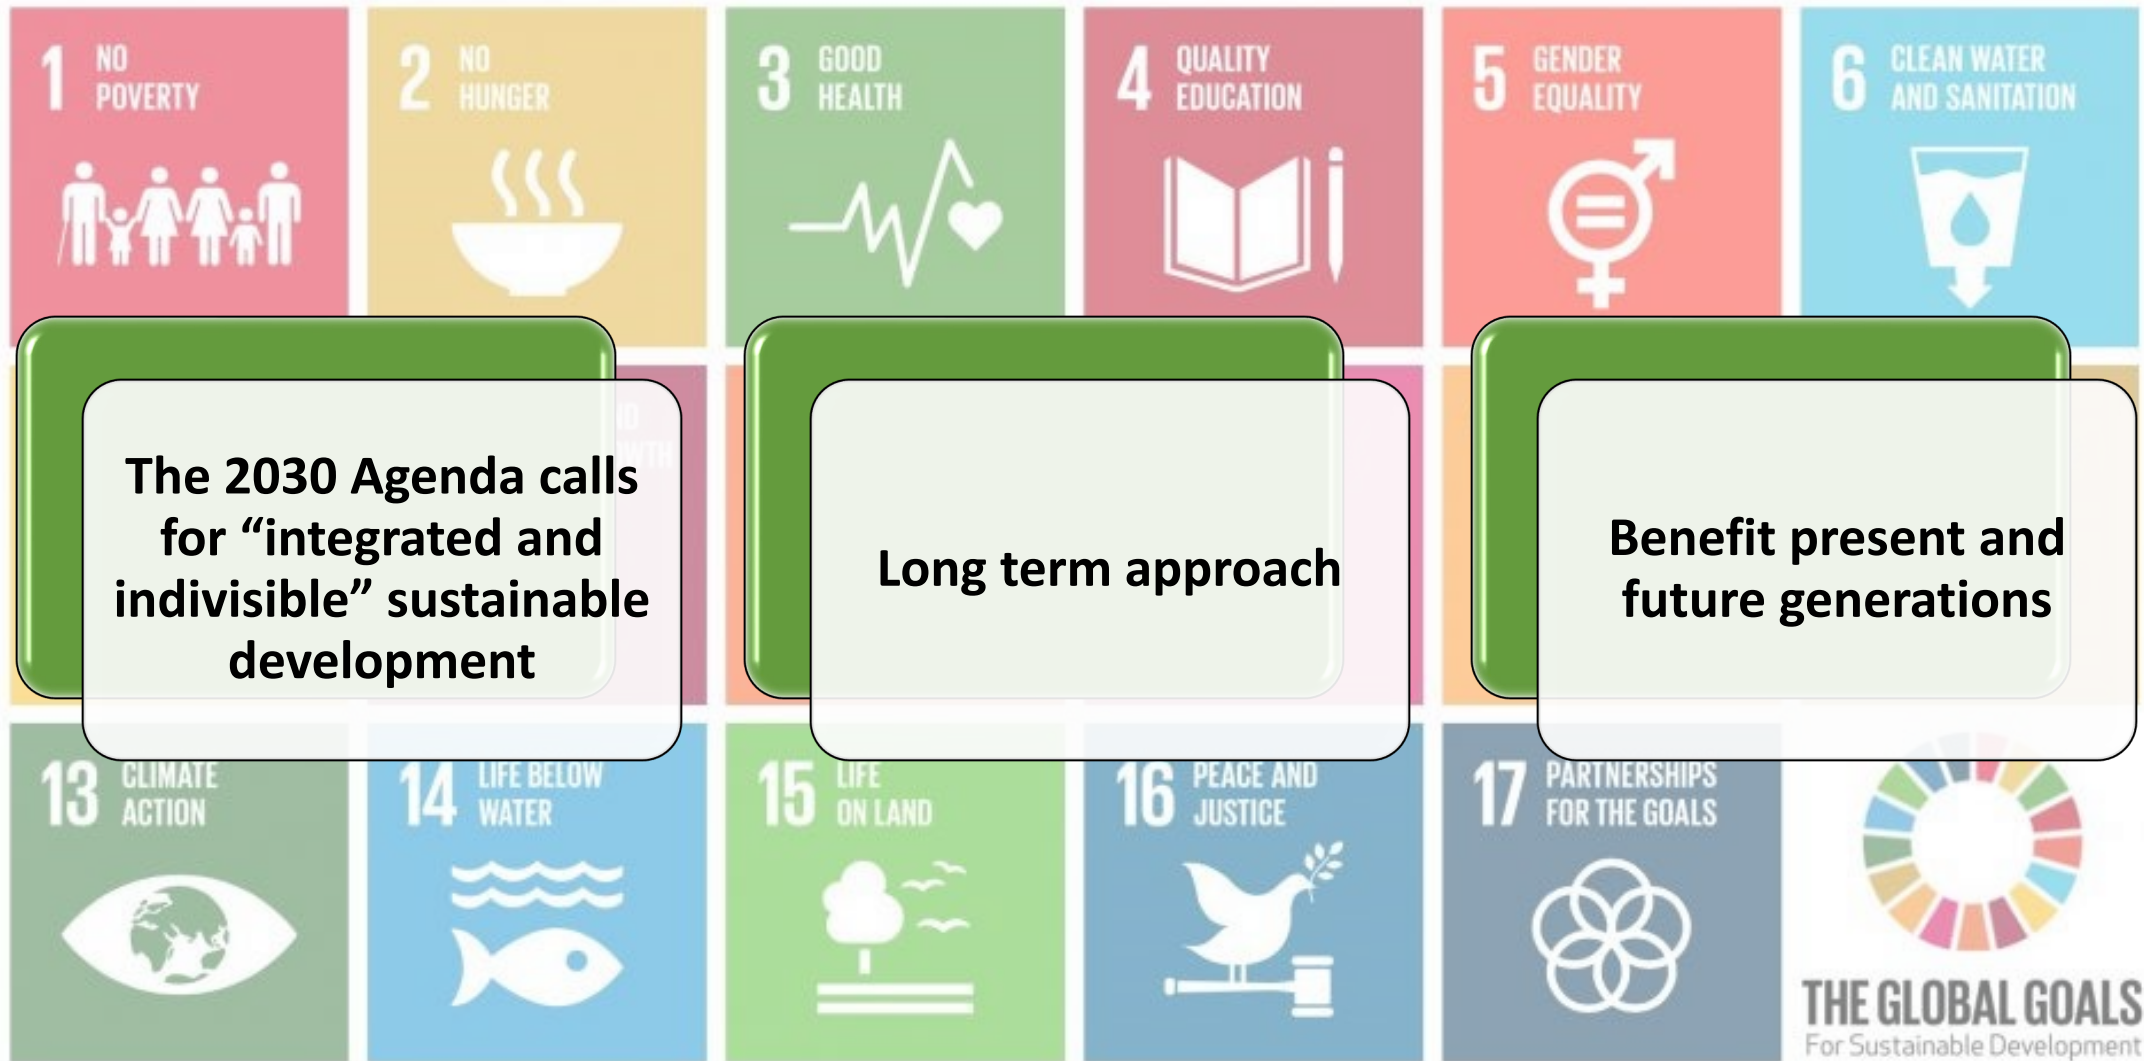 1 NO POVERTY
2 NO HUNGER
3 GOOD HEALTH
4 QUALITY EDUCATION
5 GENDER EQUALITY
6 CLEAN WATER AND SANITATION
The 2030 Agenda calls
for “integrated and
indivisible” sustainable
development
Long term approach
Benefit present and
future generations
13 CLIMATE ACTION
14 LIFE BELOW WATER
15 LIFE ON LAND
16 PEACE AND JUSTICE
17 PARTNERSHIPS FOR THE GOALS
THE GLOBAL GOALS
For Sustainable Development